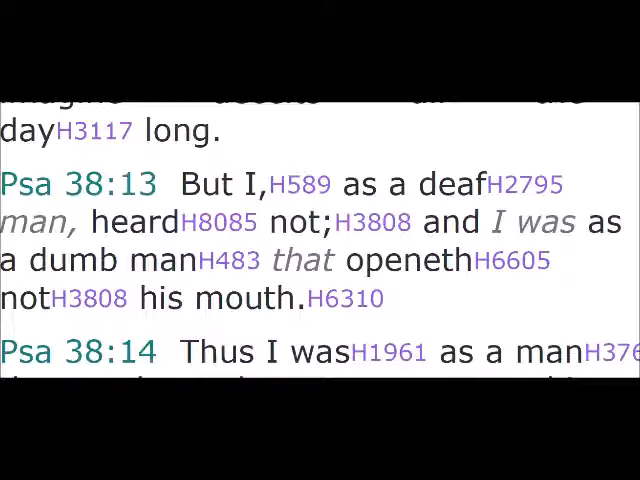 dayH3117 long.
Psa 38:13 But I,H589 as a deafH2795
man, heardH8085 not;H3808 and I was as
a dumb manH483 that openethH6605
notH3808 his mouth.H6310
Psa 38:14 Thus I wasH1961 as a manH376